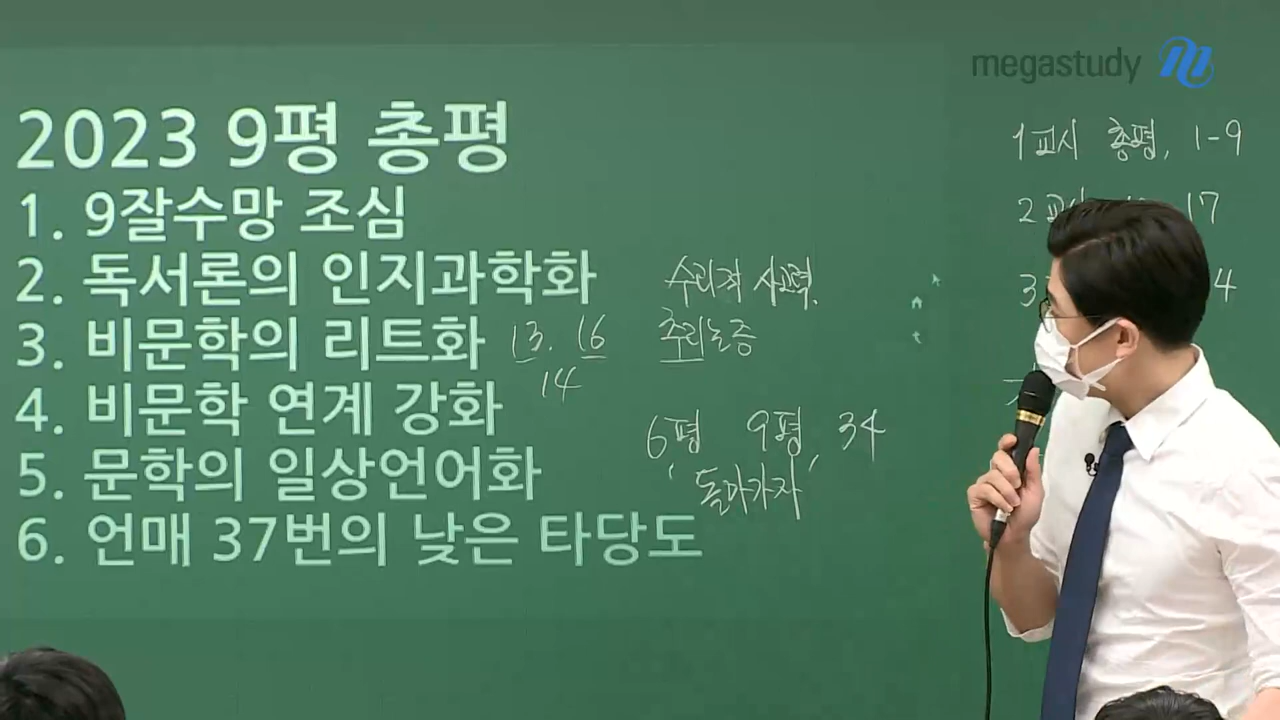 megastudy
2023 9평 총평
1. 9잘수망 조심
2. 독서론의 인지과학화
3. 비문학의 리트화
4. 비문학 연계 강화
5. 문학의 일상언어화
6. 언매 37번의 낮은 타당도
13. 16
14
수리적 사고력.
추리논증
6평, 9평, 34
돌아가자
1교시 총평, 1-9
2교 17
3 4